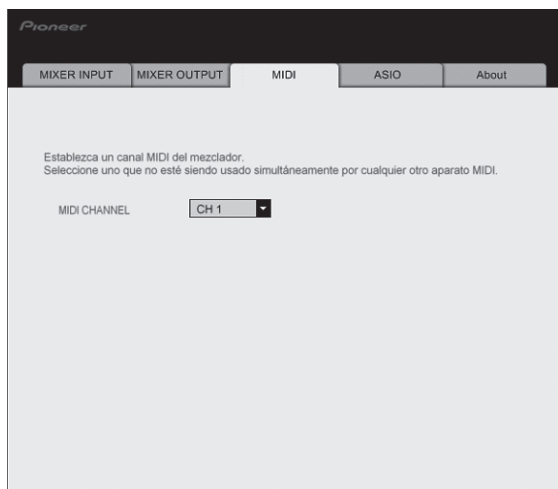 Pioneer
MIXER INPUT MIXER OUTPUT MIDI ASIO About
Establezca un canal MIDI del mezclador.
Seleccione uno que no esté siendo usado simultáneamente por cualquier otro aparato MIDI.
MIDI CHANNEL CH 1